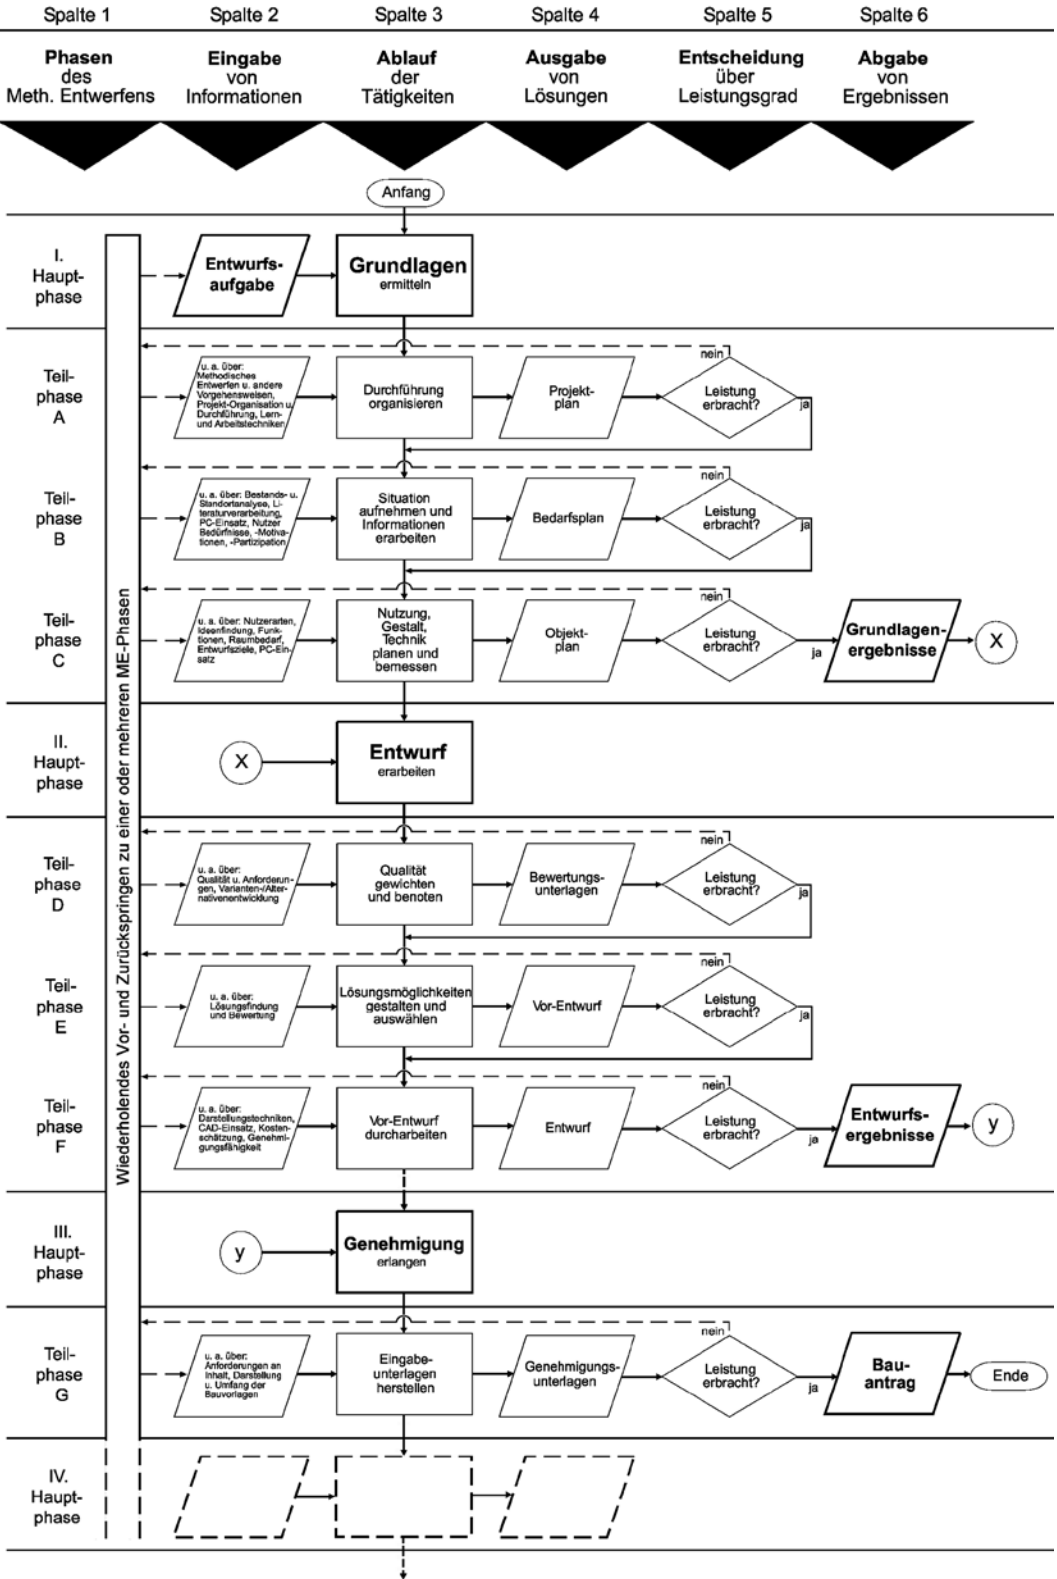 Spalte 1 Spalte 2 Spalte 3 Spalte 4 Spalte 5 Spalte 6
Phasen
des
Meth. Entwerfens
Eingabe
von
Informationen
Ablauf
der
Tätigkeiten
Ausgabe
von
Lösungen
Entscheidung
über
Leistungsgrad
Abgabe
von
Ergebnissen
Anfang
Wiederholendes Vor- und Zurückspringen zu einer oder mehreren ME-Phasen
I.
Haupt-
phase
Entwurfs-
aufgabe
Grundlagen
ermitteln
Teil-
phase
A
u. a. über:
Methodisches
Entwerfen u. andere
Vorgehensweisen,
Projekt-Organisation u.
Durchführung, Lern-
und Arbeitstechniken
Durchführung
organisieren
Projekt-
plan
nein
Leistung
erbracht?
ja
Teil-
phase
B
u. a. über: Bestands- u.
Standortanalyse, Li-
teraturverarbeitung,
PC-Einsatz, Nutzer
Bedürfnisse, -Motiva-
tionen, -Partizipation
Situation
aufnehmen und
Informationen
erarbeiten
Bedarfsplan
nein
Leistung
erbracht?
ja
Teil-
phase
C
u. a. über: Nutzerarten,
Ideenfindung, Funk-
tionen, Raumbedarf,
Entwurfsziele, PC-Ein-
satz
Nutzung,
Gestalt,
Technik
planen und
bemessen
Objekt-
plan
nein
Leistung
erbracht?
ja
Grundlagen-
ergebnisse
X
II.
Haupt-
phase
X
Entwurf
erarbeiten
Teil-
phase
D
u. a. über:
Qualität u. Anforderun-
gen, Varianten-/Alter-
nativenentwicklung
Qualität
gewichten
und benoten
Bewertungs-
unterlagen
nein
Leistung
erbracht?
ja
Teil-
phase
E
u. a. über:
Lösungsfindung
und Bewertung
Lösungsmöglichkeiten
gestalten und
auswählen
Vor-Entwurf
nein
Leistung
erbracht?
ja
Teil-
phase
F
u. a. über:
Darstellungstechniken,
CAD-Einsatz, Kosten-
schätzung, Genehmi-
gungsfähigkeit
Vor-Entwurf
durcharbeiten
Entwurf
nein
Leistung
erbracht?
ja
Entwurfs-
ergebnisse
y
III.
Haupt-
phase
y
Genehmigung
erlangen
Teil-
phase
G
u. a. über:
Anforderungen an
Inhalt, Darstellung
u. Umfang der
Bauvorlagen
Eingabe-
unterlagen
herstellen
Genehmigungs-
unterlagen
nein
Leistung
erbracht?
ja
Bau-
antrag
Ende
IV.
Haupt-
phase